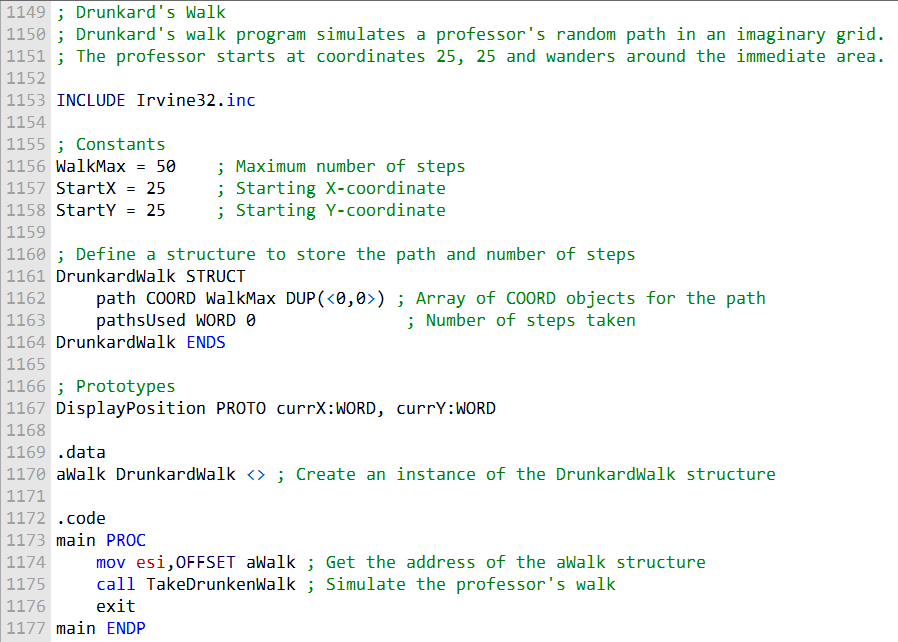 1149 ; Drunkard's Walk
1150 ; Drunkard's walk program simulates a professor's random path in an imaginary grid.
1151 ; The professor starts at coordinates 25, 25 and wanders around the immediate area.
1152
1153 INCLUDE Irvine32.inc
1154
1155 ; Constants
1156 WalkMax = 50    ; Maximum number of steps
1157 StartX = 25     ; Starting X-coordinate
1158 StartY = 25     ; Starting Y-coordinate
1159
1160 ; Define a structure to store the path and number of steps
1161 DrunkardWalk STRUCT
1162     path COORD WalkMax DUP(<0,0>) ; Array of COORD objects for the path
1163     pathsUsed WORD 0               ; Number of steps taken
1164 DrunkardWalk ENDS
1165
1166 ; Prototypes
1167 DisplayPosition PROTO currX:WORD, currY:WORD
1168
1169 .data
1170 aWalk DrunkardWalk <> ; Create an instance of the DrunkardWalk structure
1171
1172 .code
1173 main PROC
1174     mov esi,OFFSET aWalk ; Get the address of the aWalk structure
1175     call TakeDrunkenWalk ; Simulate the professor's walk
1176     exit
1177 main ENDP